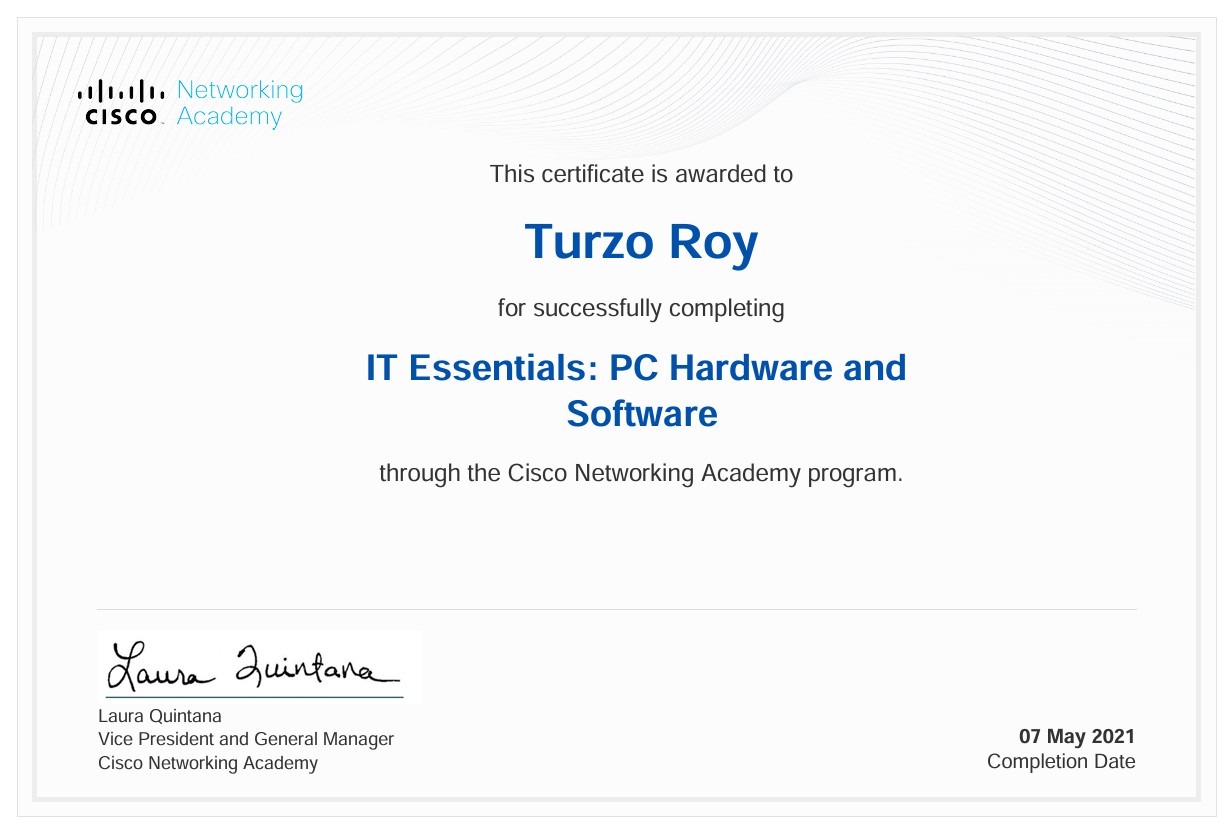 cisco Networking
Academy
This certificate is awarded to
Turzo Roy
for successfully completing
IT Essentials: PC Hardware and
Software
through the Cisco Networking Academy program.
Laura Quintana
Laura Quintana
Vice President and General Manager
Cisco Networking Academy
07 May 2021
Completion Date